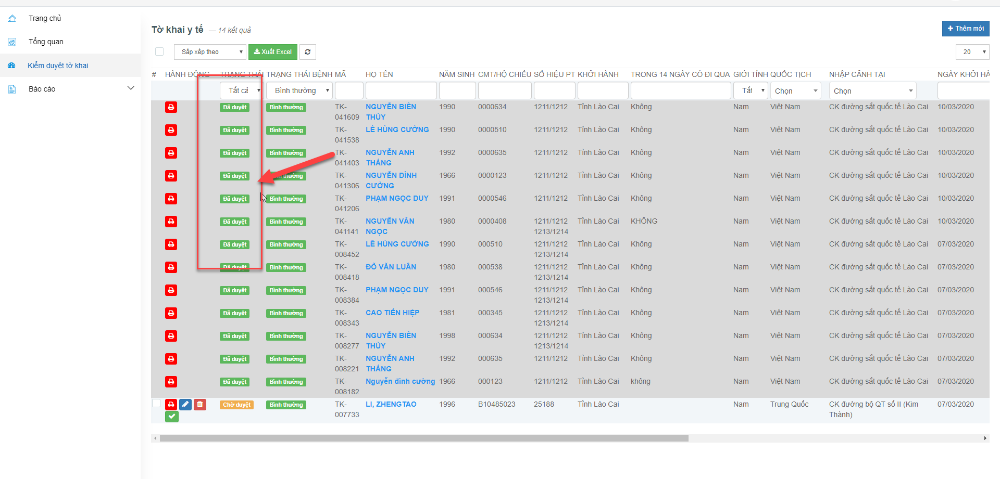 Trang chủ
Tổng quan
Kiểm duyệt tờ khai
Báo cáo
Tờ khai y tế — 14 kết quả
Thêm mới
Sắp xếp theo Xuất Excel 20
# HÀNH ĐỘNG TRẠNG THÁI TRẠNG THÁI BỆNH MÃ HỌ TÊN NĂM SINH CMT/HỘ CHIẾU SỐ HIỆU PT KHỞI HÀNH TRONG 14 NGÀY CÓ ĐI QUA GIỚI TÍNH QUỐC TỊCH NHẬP CẢNH TẠI NGÀY KHỞI HÀ
Tất cả Bình thường Tất Chọn Chọn
Đã duyệt Bình thường TK- NGUYỄN BIÊN 1990 0000634 1211/1212 Tỉnh Lào Cai Không Nam Việt Nam CK đường sắt quốc tế Lào Cai 10/03/2020
041609 THÙY
Đã duyệt Bình thường TK- LÊ HÙNG CƯỜNG 1990 0000510 1211/1212 Tỉnh Lào Cai Không Nam Việt Nam CK đường sắt quốc tế Lào Cai 10/03/2020
041538
Đã duyệt Bình thường TK- NGUYỄN ANH 1992 0000635 1211/1212 Tỉnh Lào Cai Không Nam Việt Nam CK đường sắt quốc tế Lào Cai 10/03/2020
041403 THẮNG
Đã duyệt thường TK- NGUYỄN ĐÌNH 1966 0000123 1211/1212 Tỉnh Lào Cai Không Nam Việt Nam CK đường sắt quốc tế Lào Cai 10/03/2020
041306 CƯỜNG
Đã duyệt Bình thường TK- PHẠM NGỌC DUY 1991 0000546 1211/1212 Tỉnh Lào Cai Không Nam Việt Nam CK đường sắt quốc tế Lào Cai 10/03/2020
041206
Đã duyệt Bình thường TK- NGUYỄN VĂN 1980 0000408 1211/1212 Tỉnh Lào Cai KHÔNG Nam Việt Nam CK đường sắt quốc tế Lào Cai 10/03/2020
041141 NGỌC 1213/1214
Đã duyệt Bình thường TK- LÊ HÙNG CƯỜNG 1990 000510 1211/1212 Tỉnh Lào Cai Không Nam Việt Nam CK đường sắt quốc tế Lào Cai 07/03/2020
008452 1213/1214
Đã duyệt Bình thường TK- ĐỖ VĂN LUÂN 1980 000538 1211/1212 Tỉnh Lào Cai Không Nam Việt Nam CK đường sắt quốc tế Lào Cai 07/03/2020
008418 1213/1214
Đã duyệt Bình thường TK- PHẠM NGỌC DUY 1991 000546 1211/1212 Tỉnh Lào Cai Không Nam Việt Nam CK đường sắt quốc tế Lào Cai 07/03/2020
008384 1213/1214
Đã duyệt Bình thường TK- CAO TIẾN HIỆP 1981 000345 1211/1212 Tỉnh Lào Cai Không Nam Việt Nam CK đường sắt quốc tế Lào Cai 07/03/2020
008343 1213/1214
Đã duyệt Bình thường TK- NGUYỄN BIÊN 1998 000634 1211/1212 Tỉnh Lào Cai Không Nam Việt Nam CK đường sắt quốc tế Lào Cai 07/03/2020
008277 THÙY 1213/1214
Đã duyệt Bình thường TK- NGUYỄN ANH 1992 000635 1211/1212 Tỉnh Lào Cai Không Nam Việt Nam CK đường sắt quốc tế Lào Cai 07/03/2020
008221 THẮNG
Đã duyệt Bình thường TK- Nguyễn đình cường 1966 000123 1211/1212 Tỉnh Lào Cai không Nam Việt Nam CK đường sắt quốc tế Lào Cai 07/03/2020
008182
Chờ duyệt Bình thường TK- LI, ZHENGTAO 1996 B10485023 25188 Tỉnh Lào Cai Nam Trung Quốc CK đường bộ QT số II (Kim 07/03/2020
007733 Thành)